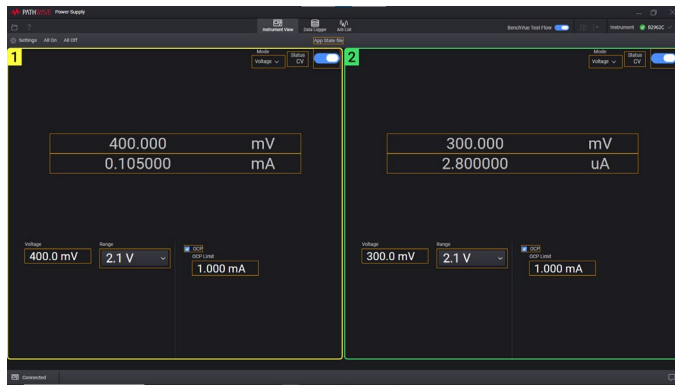 PATHWAVE Power Supply
Instrument View Data Logger Arb List
BenchVue Test Flow Instrument B2962C
Settings All On All Off App State file
1
Mode
Voltage
Status
CV
400.000 mV
0.105000 mA
Voltage
400.0 mV
Range
2.1 V
OCP
OCP Limit
1.000 mA
2
Mode
Voltage
Status
CV
300.000 mV
2.800000 uA
Voltage
300.0 mV
Range
2.1 V
OCP
OCP Limit
1.000 mA
Connected